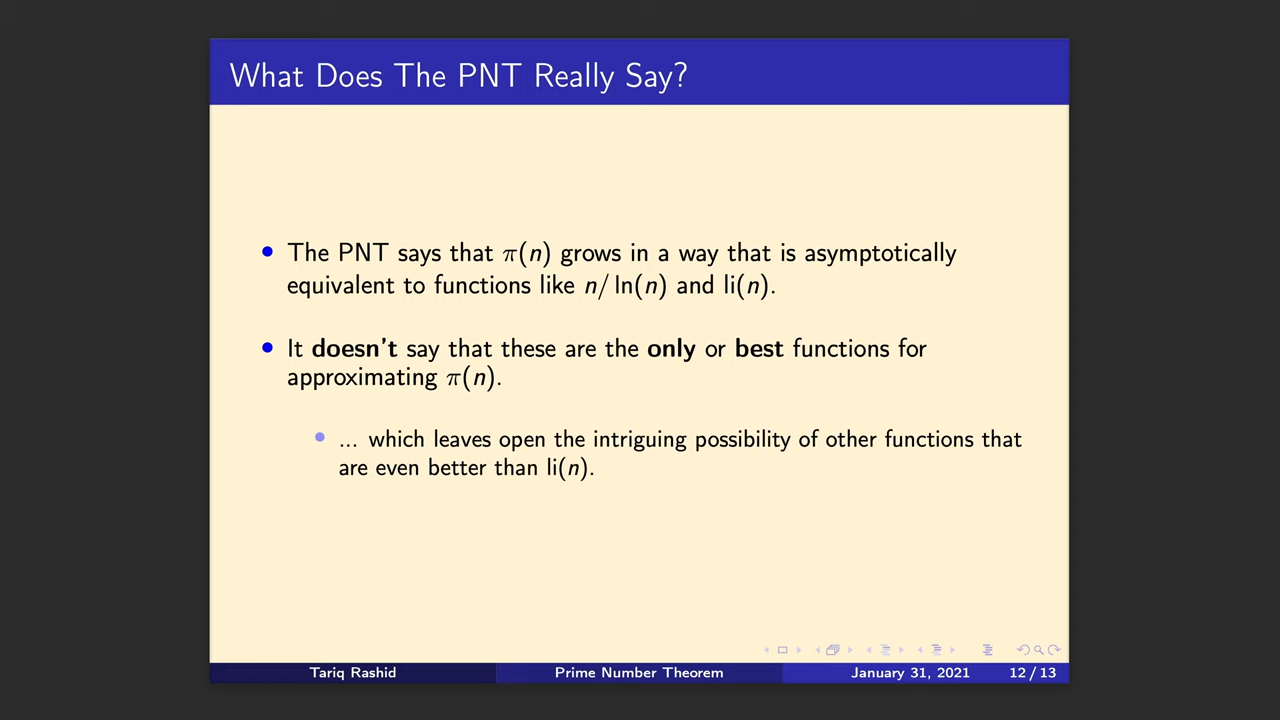 What Does The PNT Really Say?
• The PNT says that π(n) grows in a way that is asymptotically
equivalent to functions like n/ ln(n) and li(n).
• It doesn't say that these are the only or best functions for
approximating π(n).
• ... which leaves open the intriguing possibility of other functions that
are even better than li(n).
Tariq Rashid Prime Number Theorem January 31, 2021 12 / 13